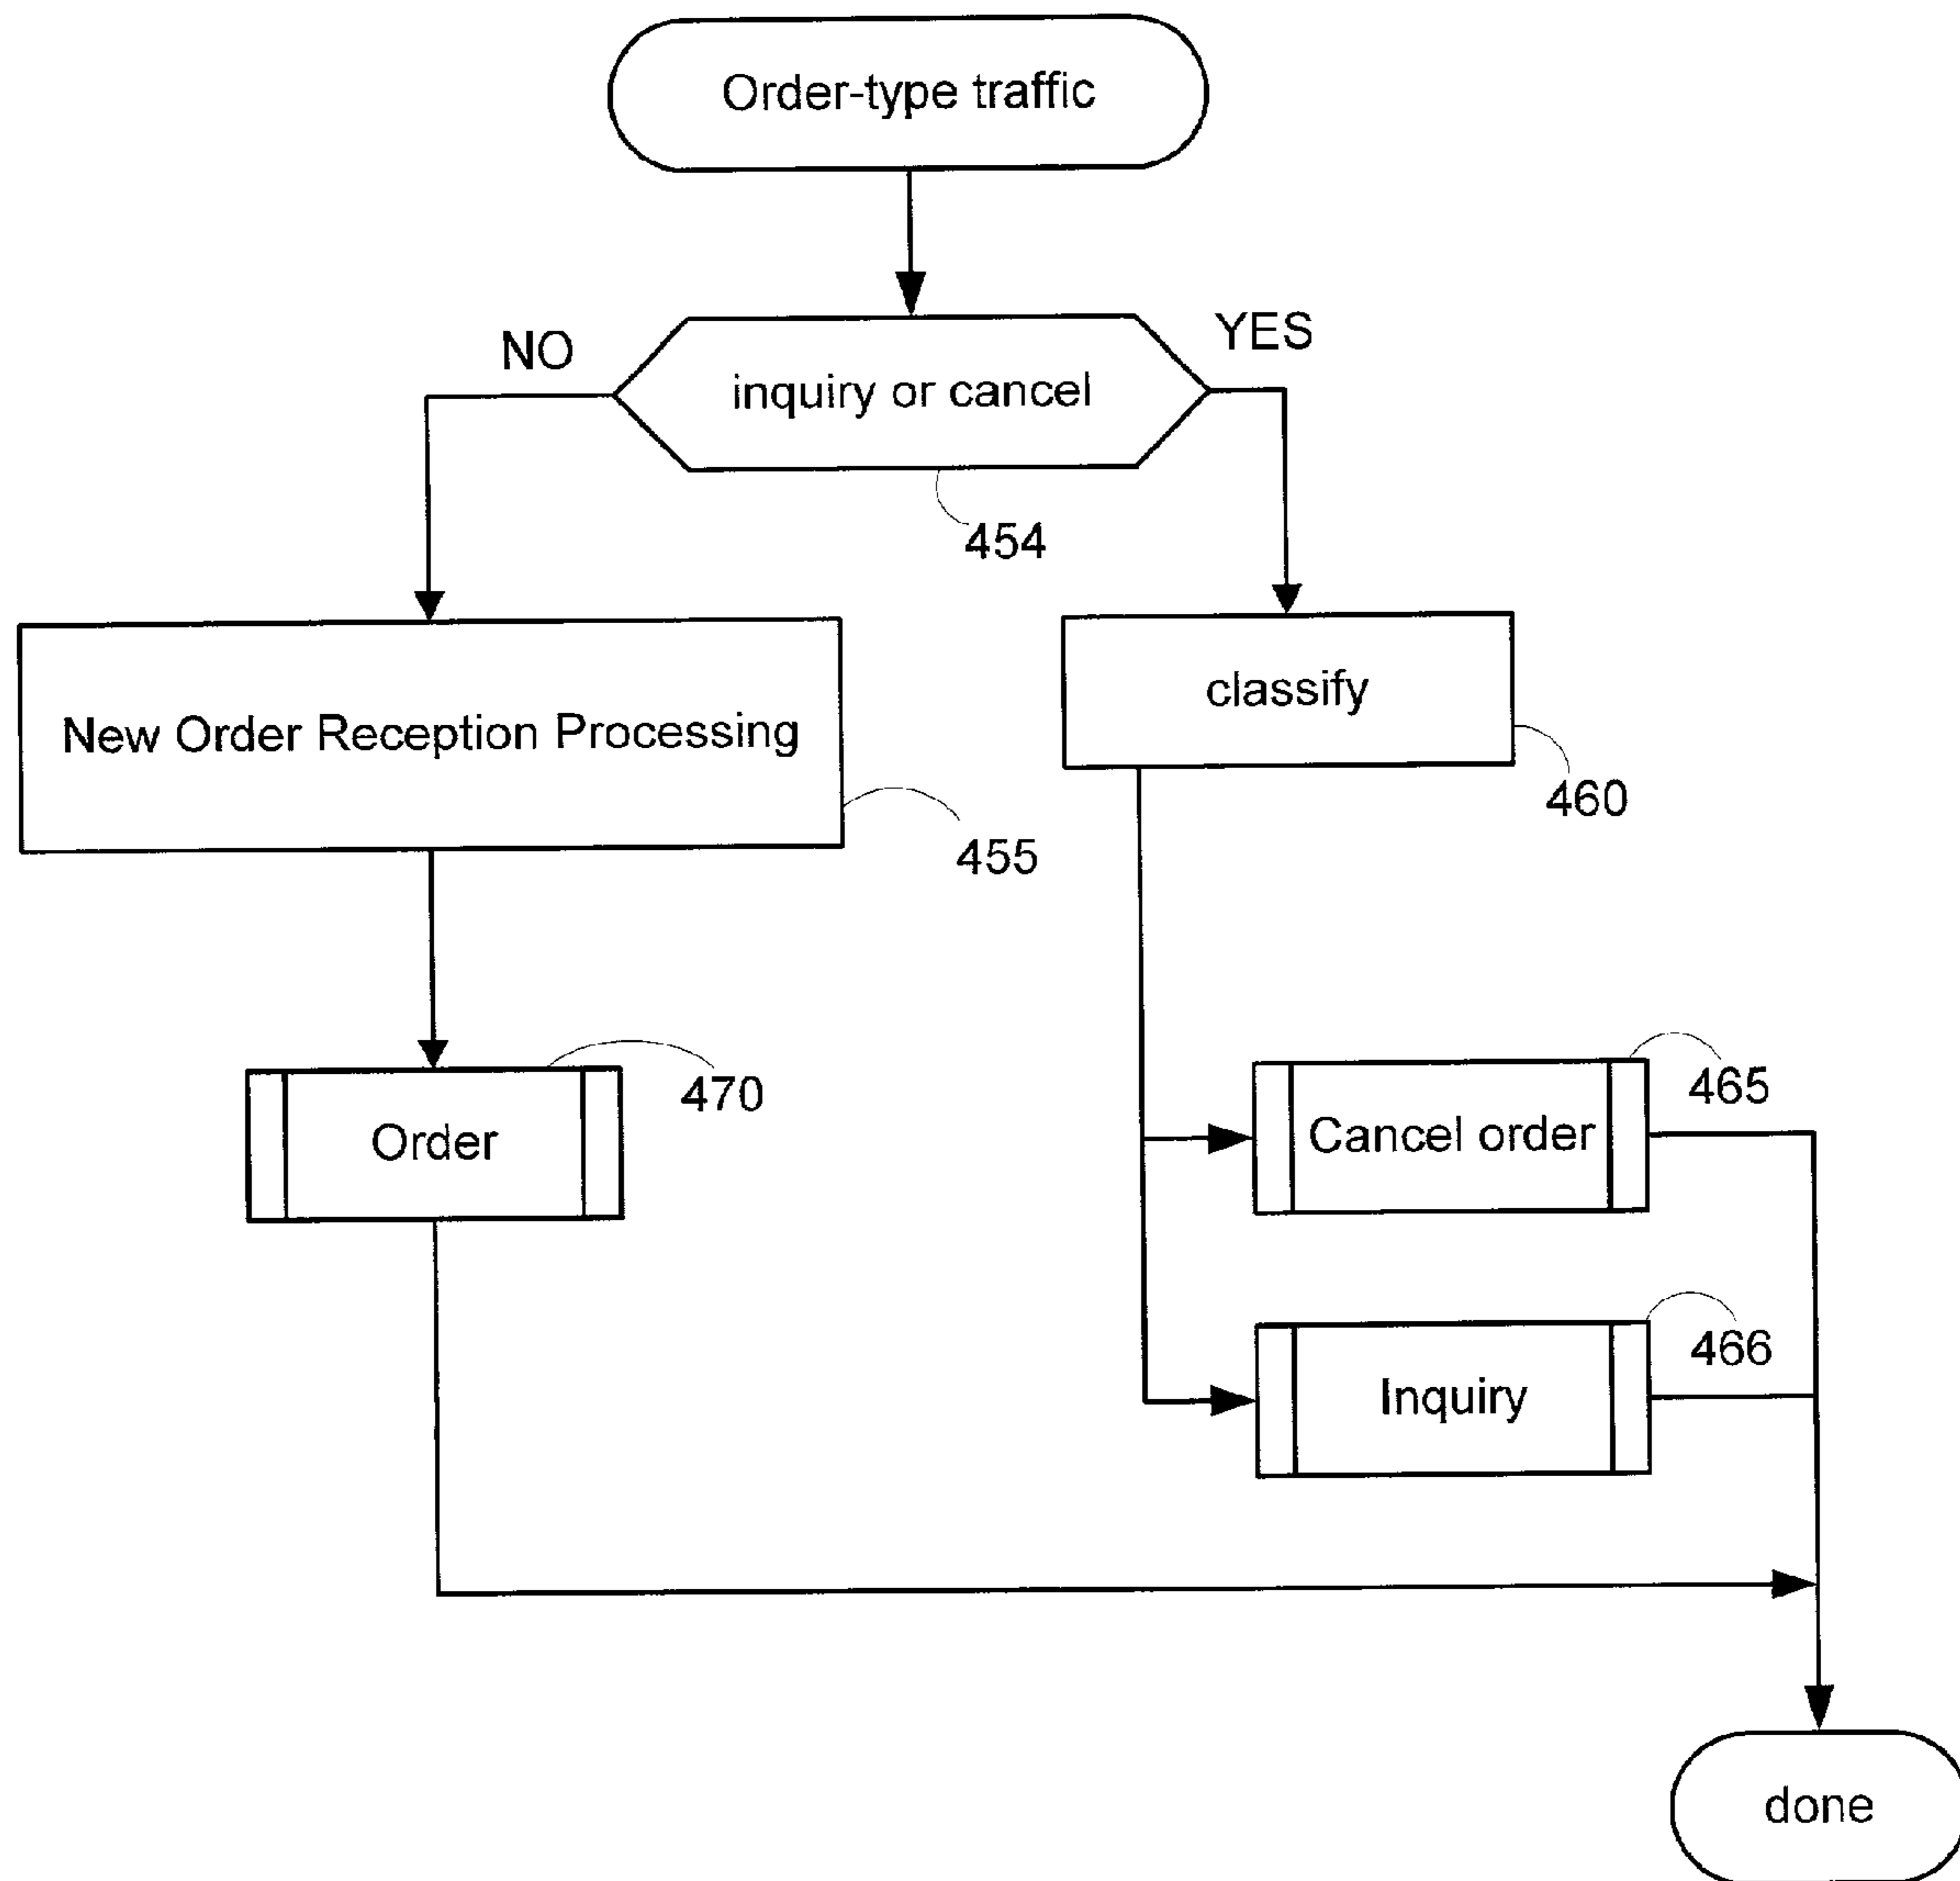 Order-type traffic
NO
YES
inquiry or cancel
454
New Order Reception Processing
455
classify
460
470
Order
465
Cancel order
466
Inquiry
done